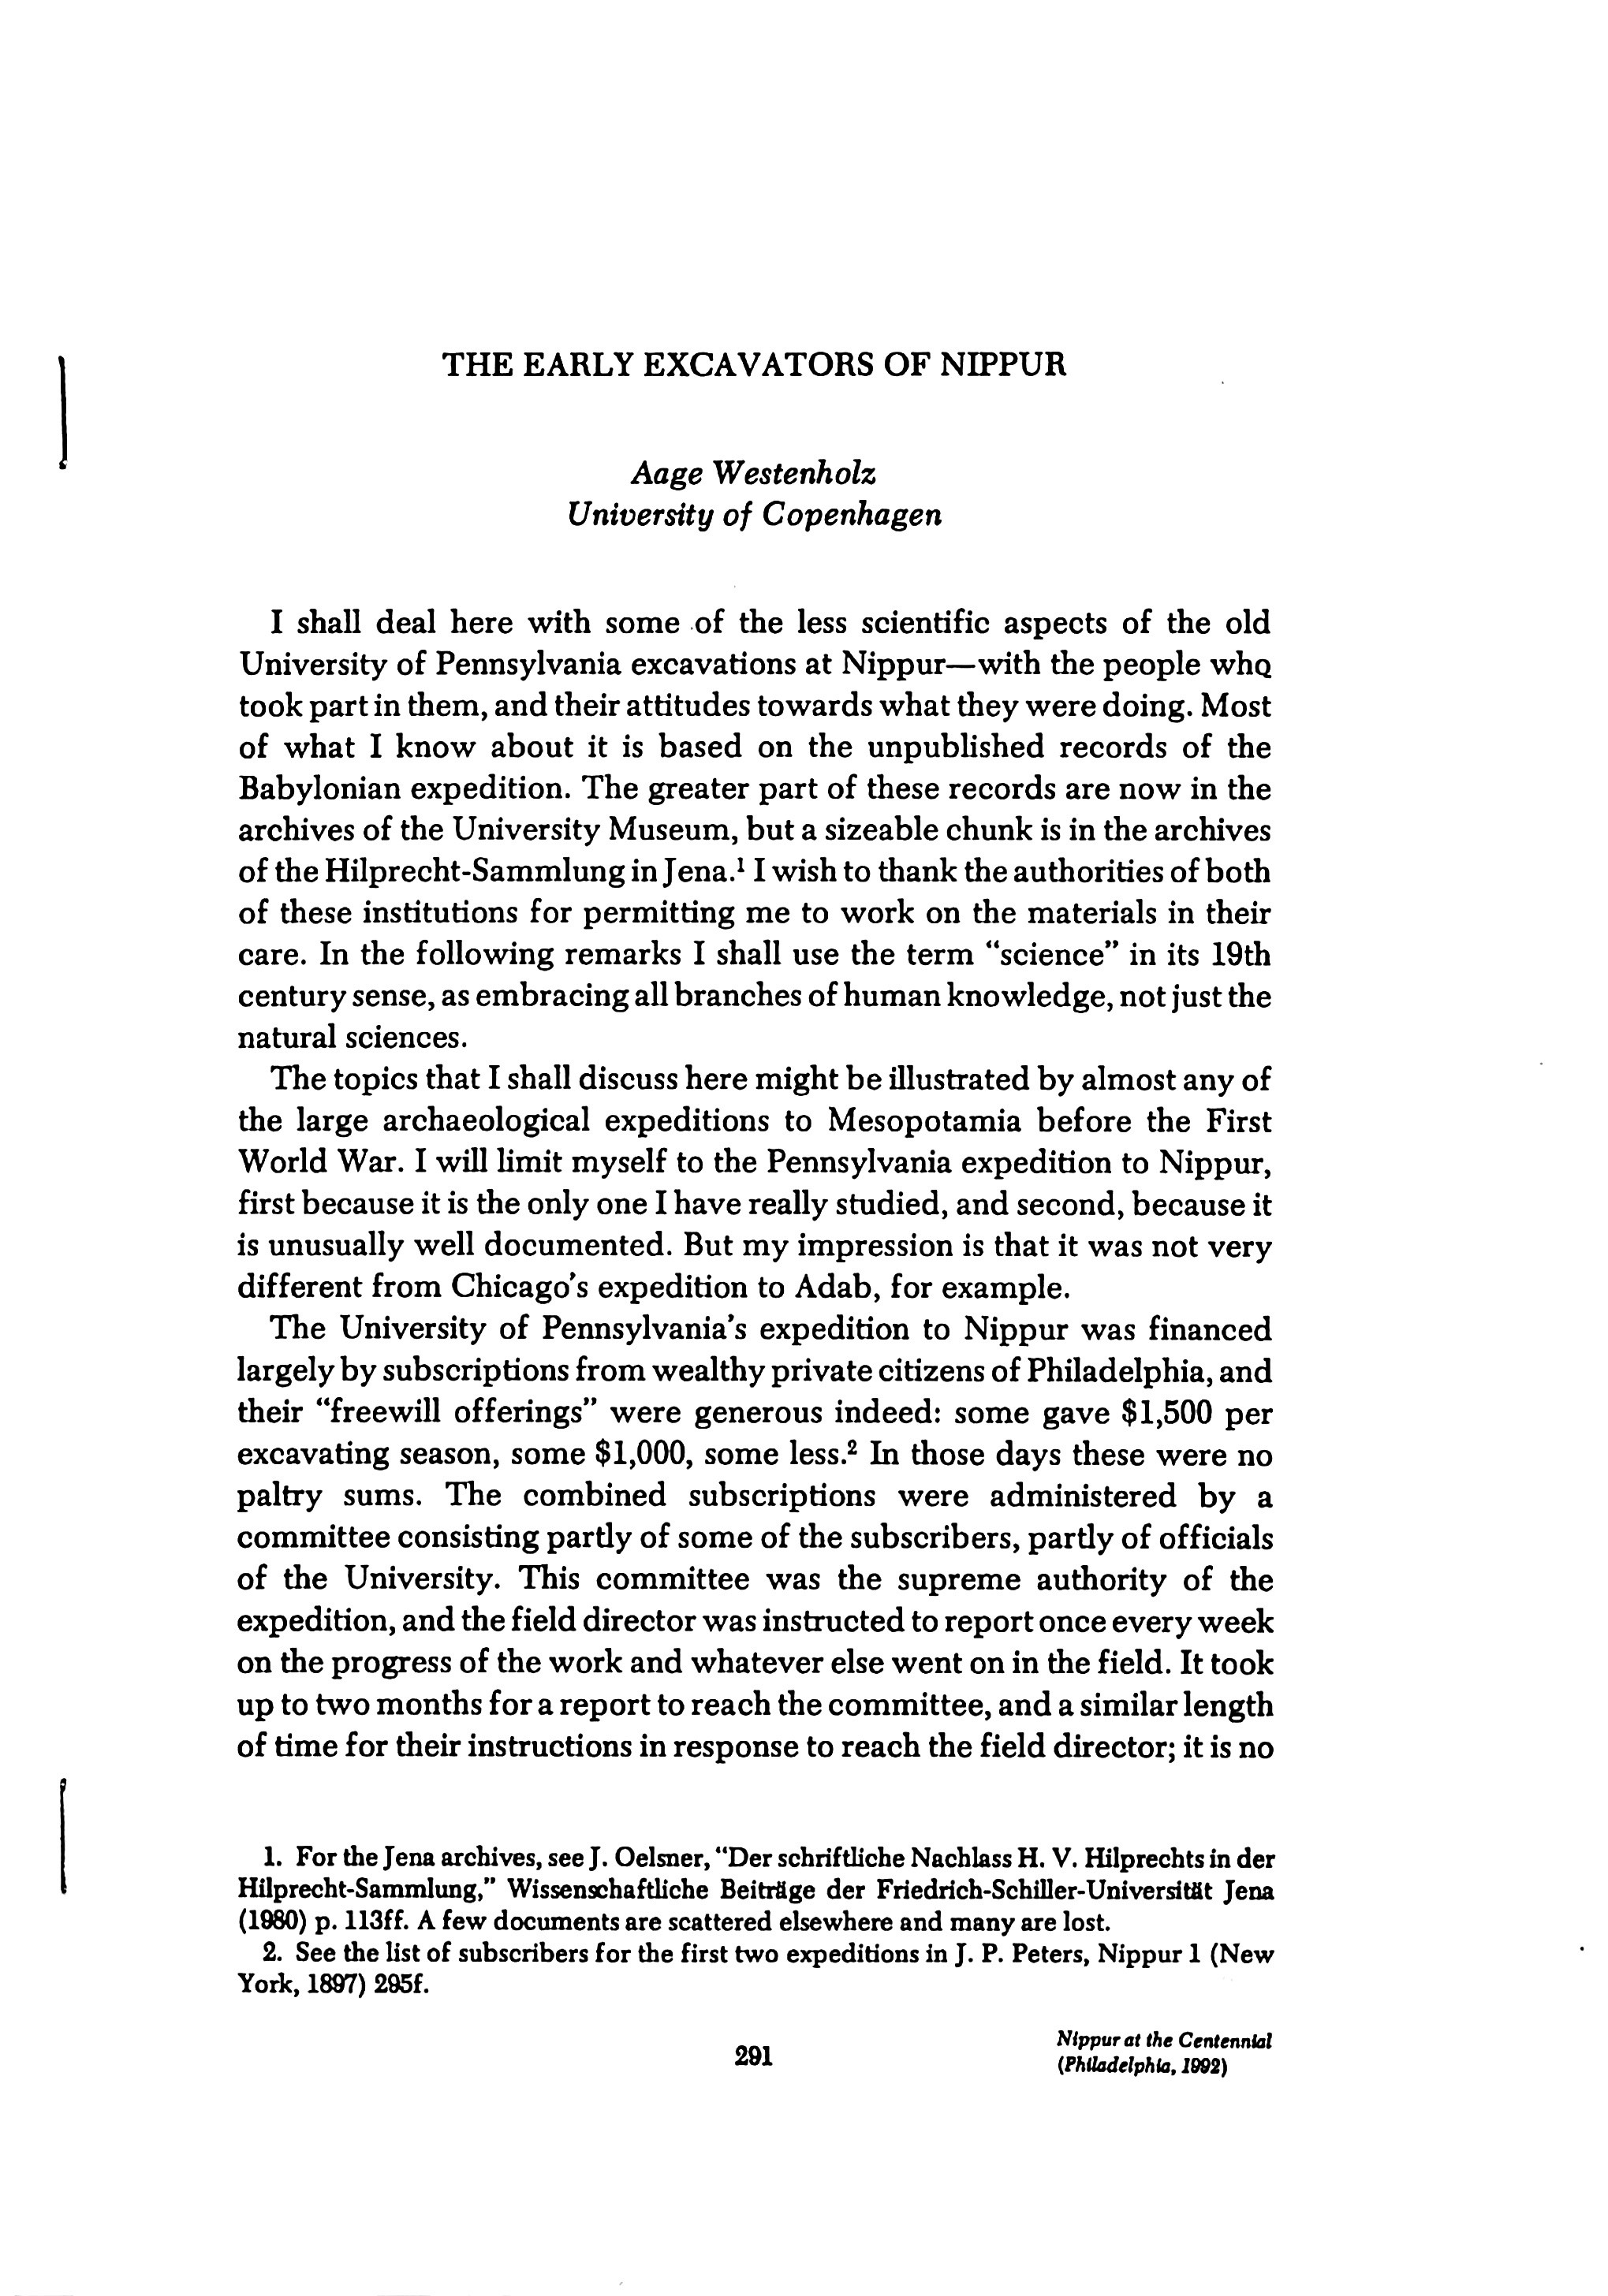 THE EARLY EXCAVATORS OF NIPPUR
Aage Westenholz
University of Copenhagen
I shall deal here with some of the less scientific aspects of the old
University of Pennsylvania excavations at Nippur—with the people who
took part in them, and their attitudes towards what they were doing. Most
of what I know about it is based on the unpublished records of the
Babylonian expedition. The greater part of these records are now in the
archives of the University Museum, but a sizeable chunk is in the archives
of the Hilprecht-Sammlung in Jena.¹ I wish to thank the authorities of both
of these institutions for permitting me to work on the materials in their
care. In the following remarks I shall use the term “science” in its 19th
century sense, as embracing all branches of human knowledge, not just the
natural sciences.
The topics that I shall discuss here might be illustrated by almost any of
the large archaeological expeditions to Mesopotamia before the First
World War. I will limit myself to the Pennsylvania expedition to Nippur,
first because it is the only one I have really studied, and second, because it
is unusually well documented. But my impression is that it was not very
different from Chicago's expedition to Adab, for example.
The University of Pennsylvania's expedition to Nippur was financed
largely by subscriptions from wealthy private citizens of Philadelphia, and
their “freewill offerings” were generous indeed: some gave $1,500 per
excavating season, some $1,000, some less.² In those days these were no
paltry sums. The combined subscriptions were administered by a
committee consisting partly of some of the subscribers, partly of officials
of the University. This committee was the supreme authority of the
expedition, and the field director was instructed to report once every week
on the progress of the work and whatever else went on in the field. It took
up to two months for a report to reach the committee, and a similar length
of time for their instructions in response to reach the field director; it is no
1. For the Jena archives, see J. Oelsner, “Der schriftliche Nachlass H. V. Hilprechts in der
Hilprecht-Sammlung,” Wissenschaftliche Beiträge der Friedrich-Schiller-Universität Jena
(1980) p. 113ff. A few documents are scattered elsewhere and many are lost.
2. See the list of subscribers for the first two expeditions in J. P. Peters, Nippur 1 (New
York, 1897) 295f.
291
Nippur at the Centennial
(Philadelphia, 1992)